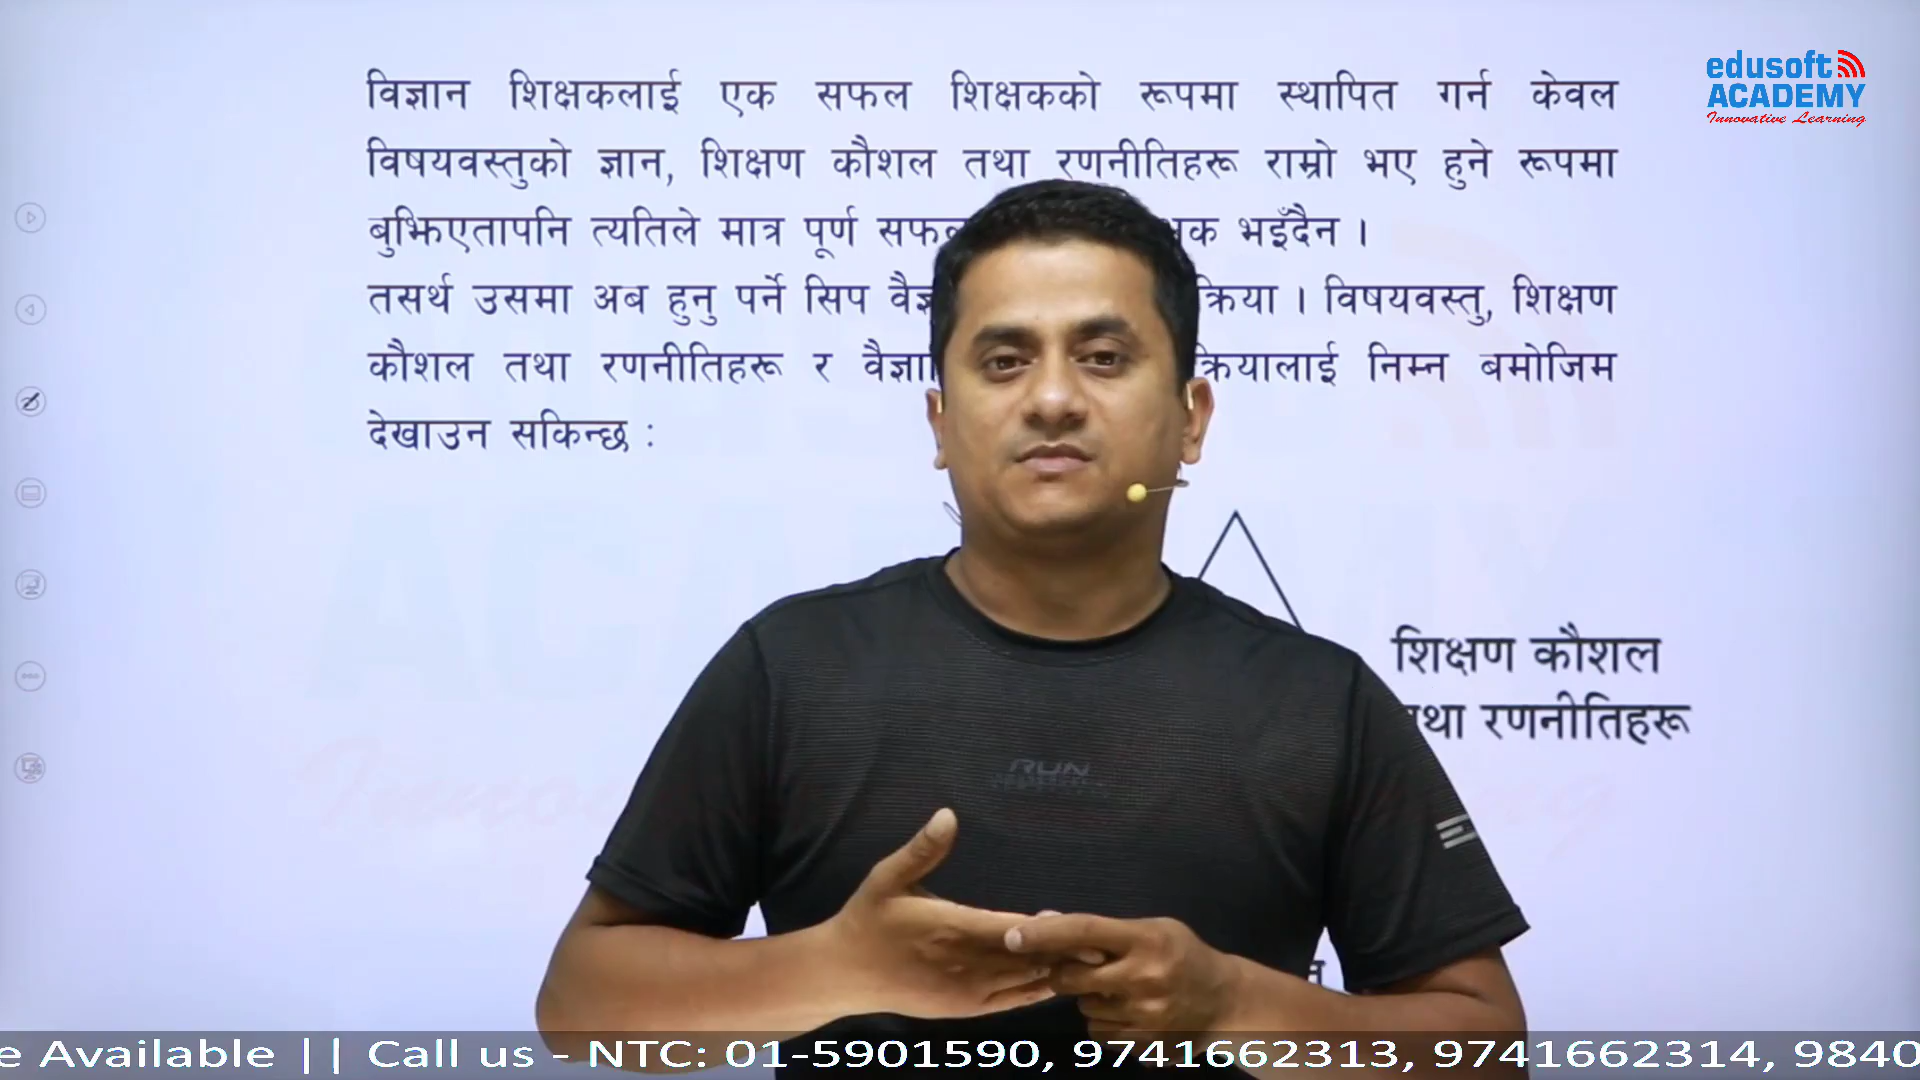 विज्ञान शिक्षकलाई एक सफल शिक्षकको रूपमा स्थापित गर्न केवल
विषयवस्तुको ज्ञान, शिक्षण कौशल तथा रणनीतिहरू राम्रो भए हुने रूपमा
बुझिएतापनि त्यतिले मात्र पूर्ण भइँदैन ।
तसर्थ उसमा अब हुनु पर्ने सिप । विषयवस्तु, शिक्षण
कौशल तथा रणनीतिहरू र निम्न बमोजिम
देखाउन सकिन्छ :
शिक्षण कौशल
रणनीतिहरू
edusoft
ACADEMY
Innovative Learning
RUN
Available || Call us - NTC: 01-5901590, 9741662313, 9741662314, 9840